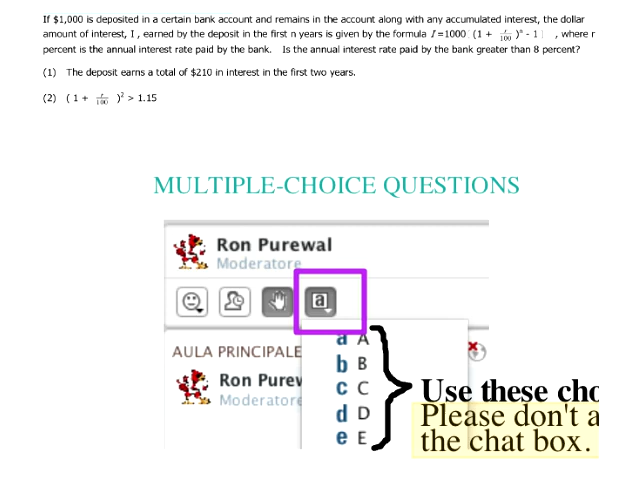 If $1,000 is deposited in a certain bank account and remains in the account along with any accumulated interest, the dollar
amount of interest, I , earned by the deposit in the first n years is given by the formula I=1000[(1 + r/100)ⁿ - 1] , where r
percent is the annual interest rate paid by the bank. Is the annual interest rate paid by the bank greater than 8 percent?
(1) The deposit earns a total of $210 in interest in the first two years.
(2) (1 + r/100 )² > 1.15
MULTIPLE-CHOICE QUESTIONS
Ron Purewal
Moderatore
a
a A
AULA PRINCIPALE
b B
Ron Purew
c C
Use these cho
Moderatore
d D
Please don't a
e E
the chat box.